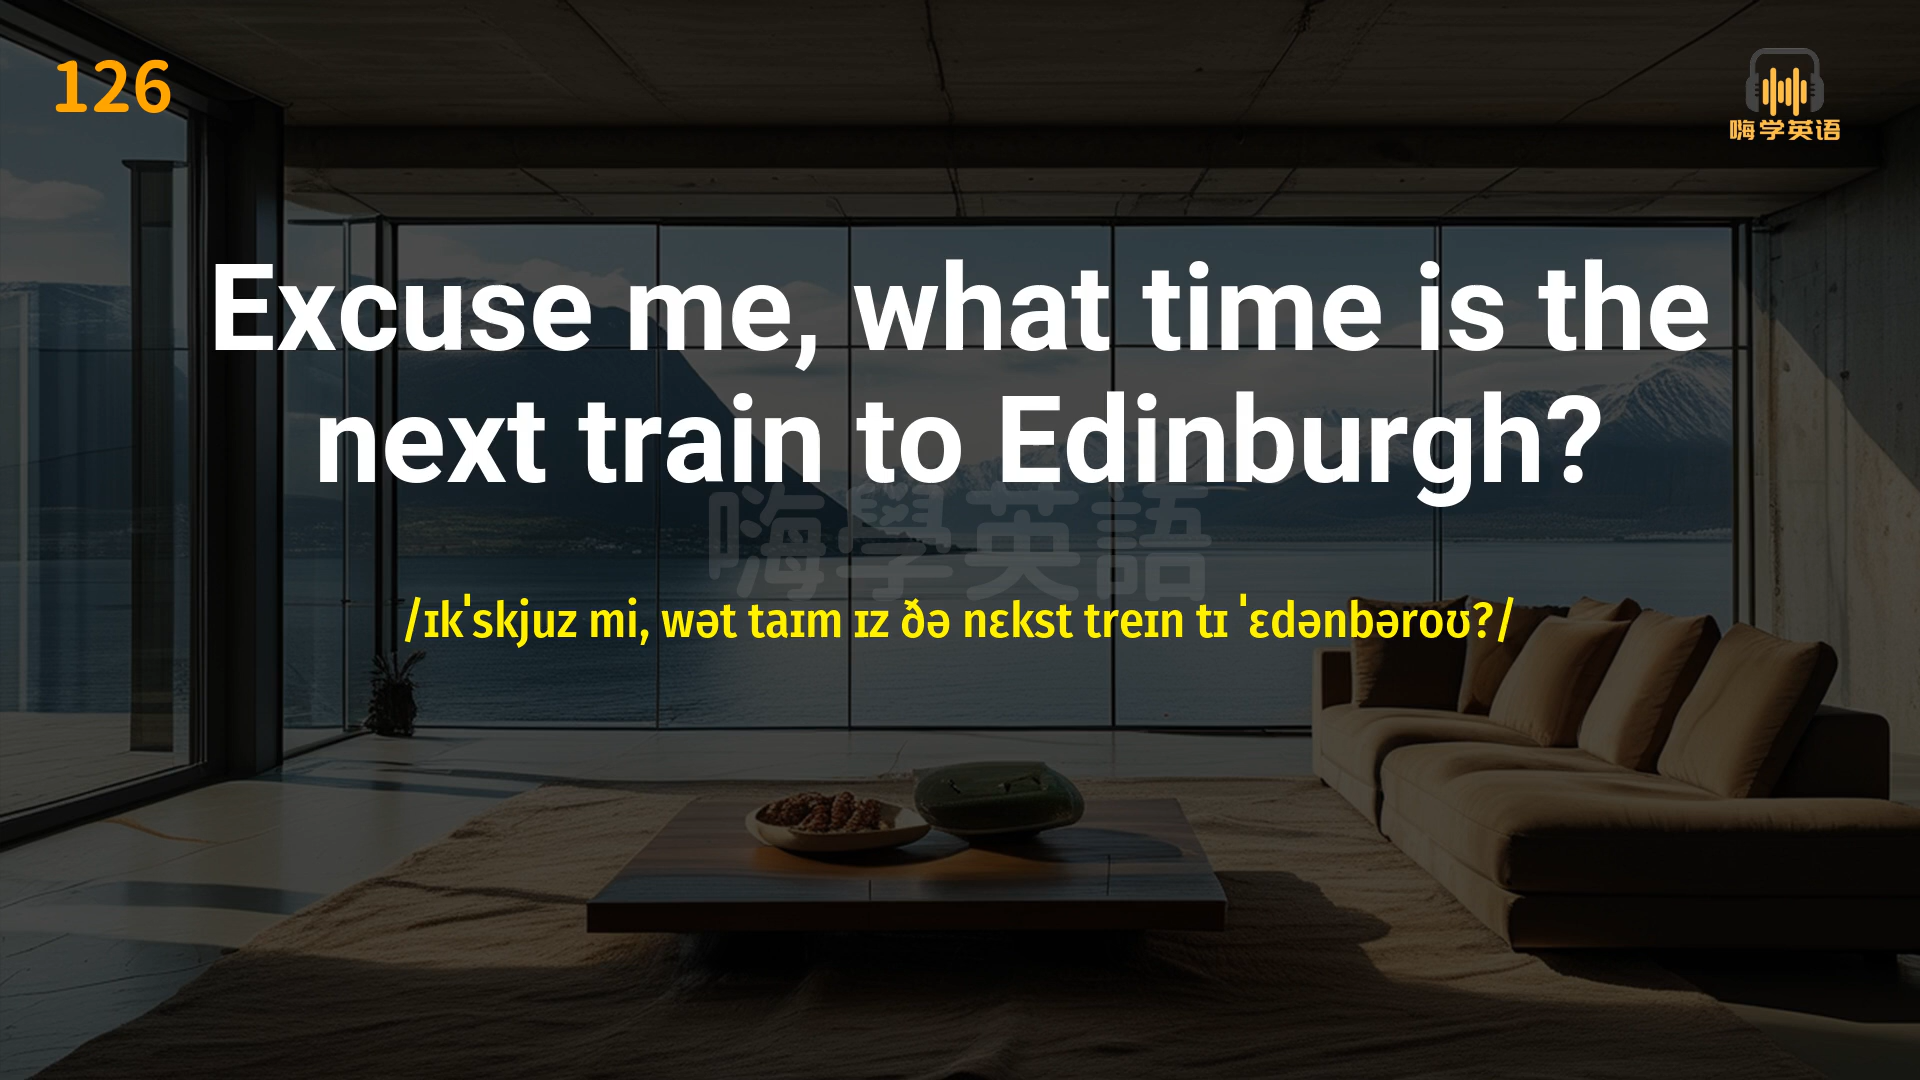 126
嗨学英语
Excuse me, what time is the
next train to Edinburgh?
嗨學英語
/ɪkˈskjuz mi, wət taɪm ɪz ðə nɛkst treɪn tɪ ˈɛdənbəroʊ?/